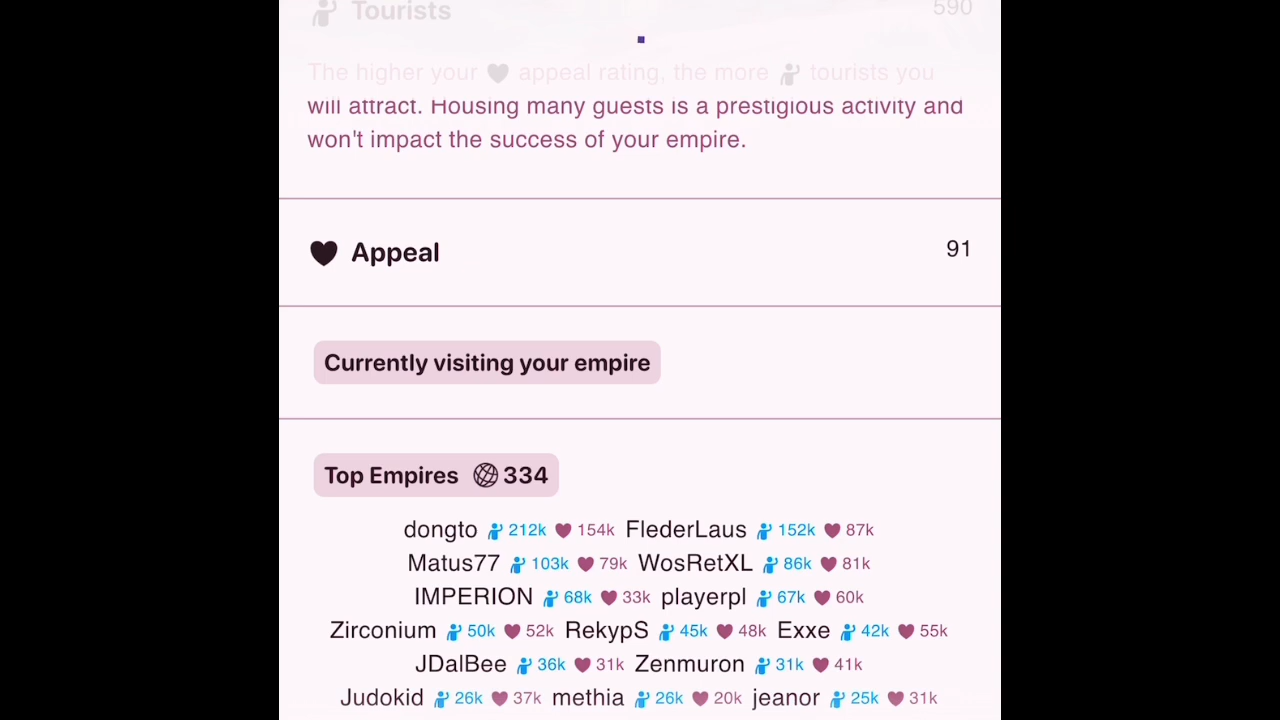 Tourists 590
The higher your appeal rating, the more tourists you
will attract. Housing many guests is a prestigious activity and
won't impact the success of your empire.
Appeal 91
Currently visiting your empire
Top Empires 334
dongto 212k 154k FlederLaus 152k 87k
Matus77 103k 79k WosRetXL 86k 81k
IMPERION 68k 33k playerpl 67k 60k
Zirconium 50k 52k RekypS 45k 48k Exxe 42k 55k
JDalBee 36k 31k Zenmuron 31k 41k
Judokid 26k 37k methia 26k 20k jeanor 25k 31k